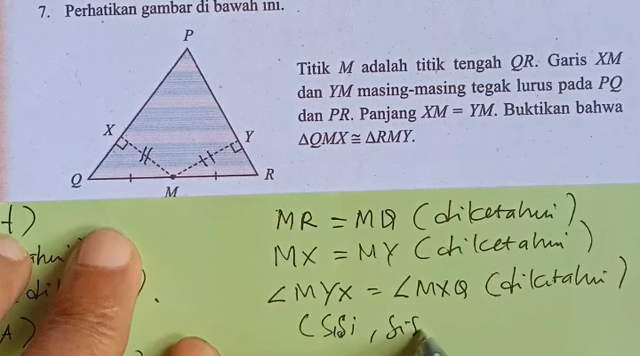 7. Perhatikan gambar di bawah ini.
P
Titik M adalah titik tengah QR. Garis XM
dan YM masing-masing tegak lurus pada PQ
dan PR. Panjang XM = YM. Buktikan bahwa
ΔQMX ≅ ΔRMY.
X
Y
Q
M
R
MR = MQ (diketahui)
MX = MY (diketahui)
∠MYX = ∠MXQ (diketahui)
(sisi, sis